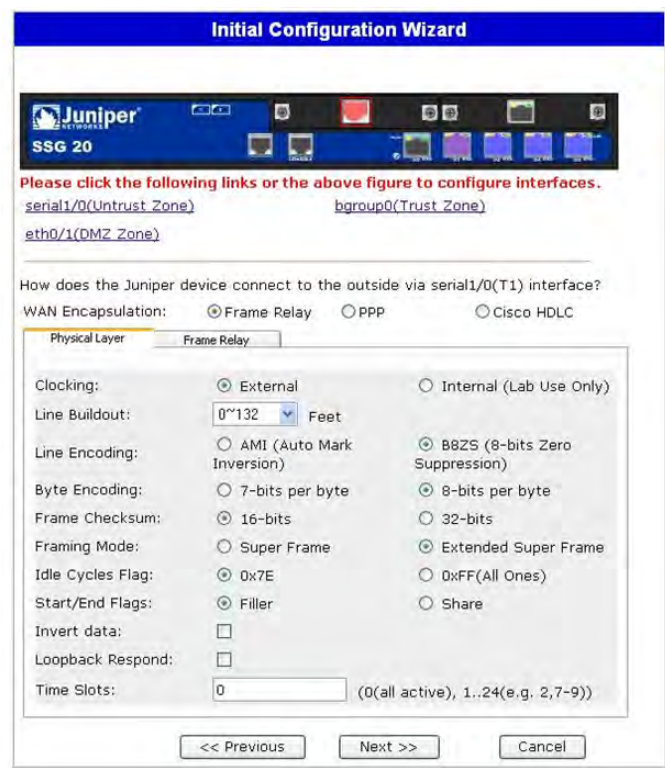 Initial Configuration Wizard
Juniper
NETWORKS
SSG 20
Please click the following links or the above figure to configure interfaces.
serial1/0(Untrust Zone) bgroup0(Trust Zone)
eth0/1(DMZ Zone)
How does the Juniper device connect to the outside via serial1/0(T1) interface?
WAN Encapsulation: Frame Relay PPP Cisco HDLC
Physical Layer Frame Relay
Clocking: External Internal (Lab Use Only)
Line Buildout: 0~132 Feet
Line Encoding: AMI (Auto Mark Inversion) B8ZS (8-bits Zero Suppression)
Byte Encoding: 7-bits per byte 8-bits per byte
Frame Checksum: 16-bits 32-bits
Framing Mode: Super Frame Extended Super Frame
Idle Cycles Flag: 0x7E 0xFF(All Ones)
Start/End Flags: Filler Share
Invert data:
Loopback Respond:
Time Slots: 0 (0(all active), 1..24(e.g. 2,7-9))
<< Previous Next >> Cancel